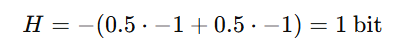 H = −(0.5 · −1 + 0.5 · −1) = 1 bit